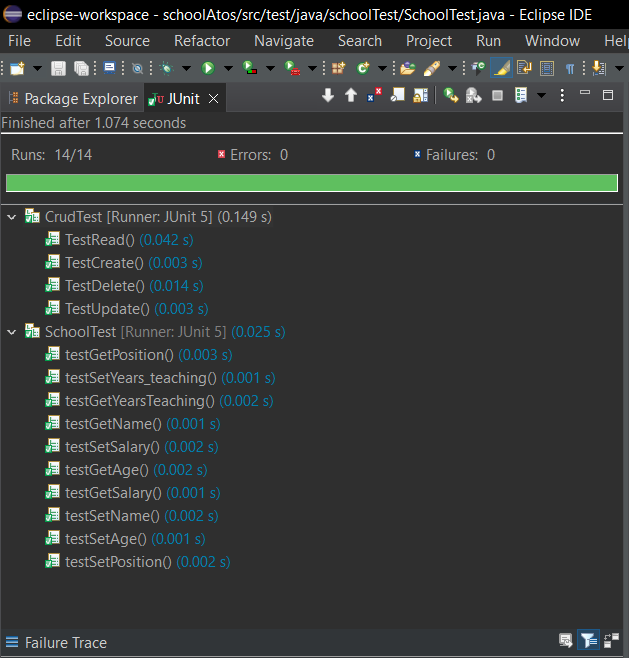 eclipse-workspace - schoolAtos/src/test/java/schoolTest/SchoolTest.java - Eclipse IDE
File Edit Source Refactor Navigate Search Project Run Window Help
Package Explorer JUnit
Finished after 1.074 seconds
Runs: 14/14 Errors: 0 Failures: 0
CrudTest [Runner: JUnit 5] (0.149 s)
TestRead() (0.042 s)
TestCreate() (0.003 s)
TestDelete() (0.014 s)
TestUpdate() (0.003 s)
SchoolTest [Runner: JUnit 5] (0.025 s)
testGetPosition() (0.003 s)
testSetYears_teaching() (0.001 s)
testGetYearsTeaching() (0.002 s)
testGetName() (0.001 s)
testSetSalary() (0.002 s)
testGetAge() (0.002 s)
testGetSalary() (0.001 s)
testSetName() (0.002 s)
testSetAge() (0.001 s)
testSetPosition() (0.002 s)
Failure Trace